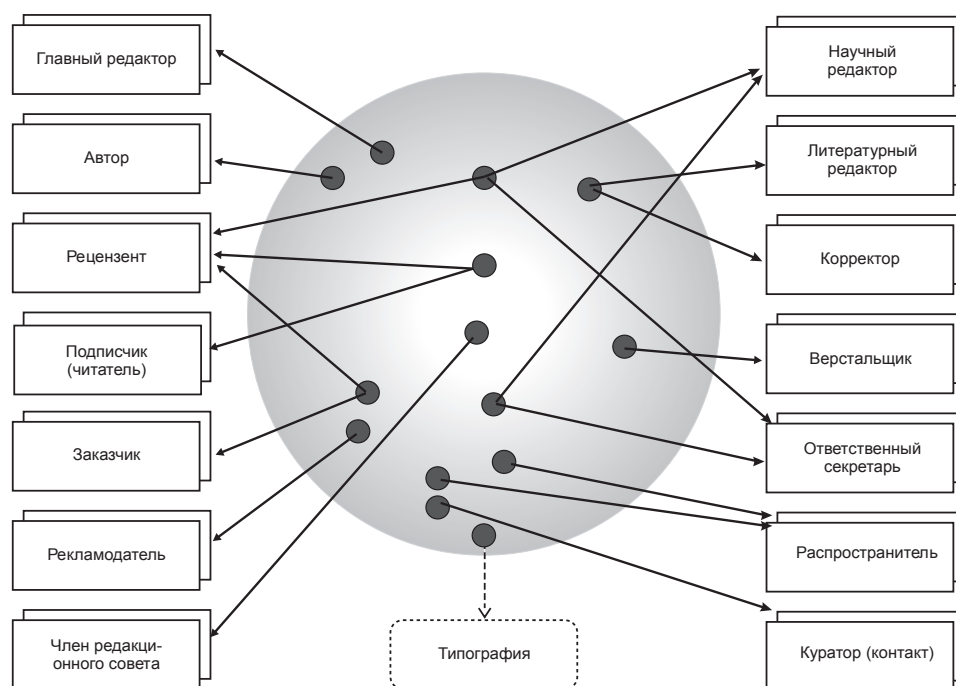 Главный редактор
Автор
Рецензент
Подписчик
(читатель)
Заказчик
Рекламодатель
Член редакци-
онного совета
Типография
Научный
редактор
Литературный
редактор
Корректор
Верстальщик
Ответственный
секретарь
Распространитель
Куратор (контакт)